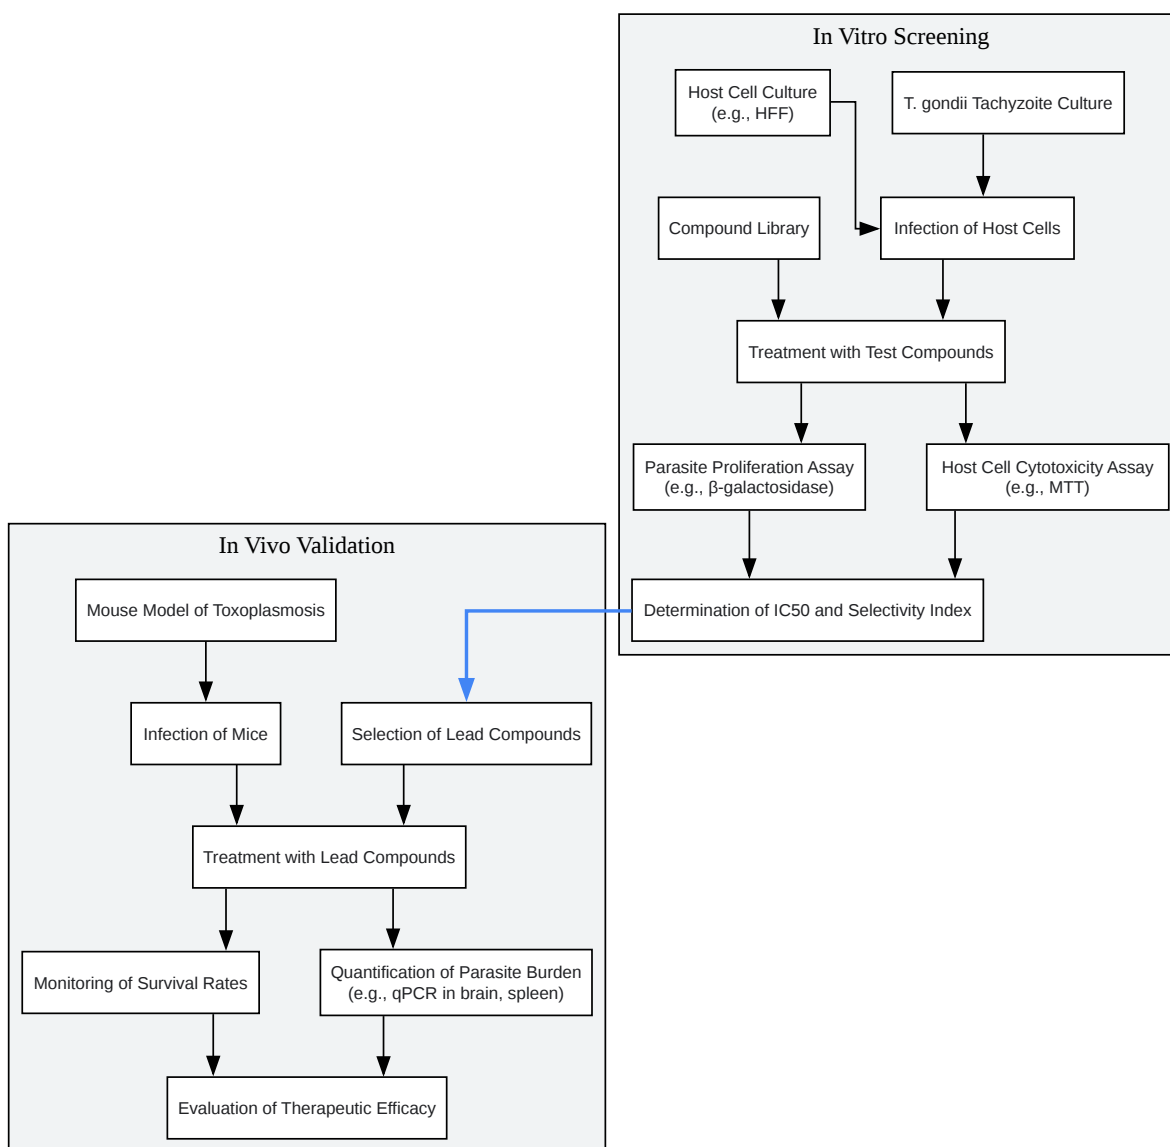 In Vitro Screening
Host Cell Culture
(e.g., HFF)
T. gondii Tachyzoite Culture
Compound Library
Infection of Host Cells
Treatment with Test Compounds
Parasite Proliferation Assay
(e.g., β-galactosidase)
Host Cell Cytotoxicity Assay
(e.g., MTT)
Determination of IC50 and Selectivity Index
In Vivo Validation
Mouse Model of Toxoplasmosis
Infection of Mice
Selection of Lead Compounds
Treatment with Lead Compounds
Monitoring of Survival Rates
Quantification of Parasite Burden
(e.g., qPCR in brain, spleen)
Evaluation of Therapeutic Efficacy